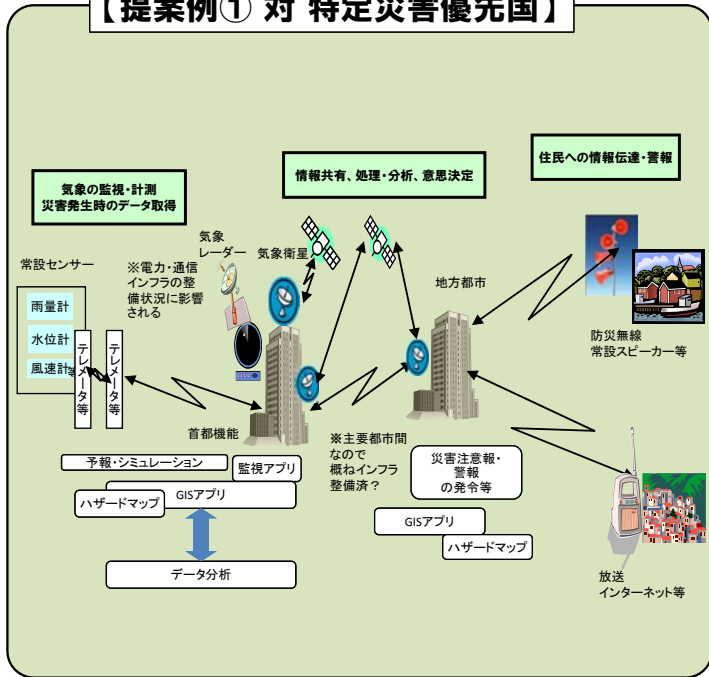 【提案例① 対 特定災害優先国】
気象の監視・計測
災害発生時のデータ取得
情報共有、処理・分析、意思決定
住民への情報伝達・警報
常設センサー
雨量計
水位計
風速計等
テレメータ等
テレメータ等
※電力・通信
インフラの整
備状況に影響
される
気象
レーダー
気象衛星
首都機能
地方都市
防災無線
常設スピーカー等
予報・シミュレーション
監視アプリ
GISアプリ
ハザードマップ
データ分析
※主要都市間
なので
概ねインフラ
整備済？
災害注意報・
警報
の発令等
GISアプリ
ハザードマップ
放送
インターネット等